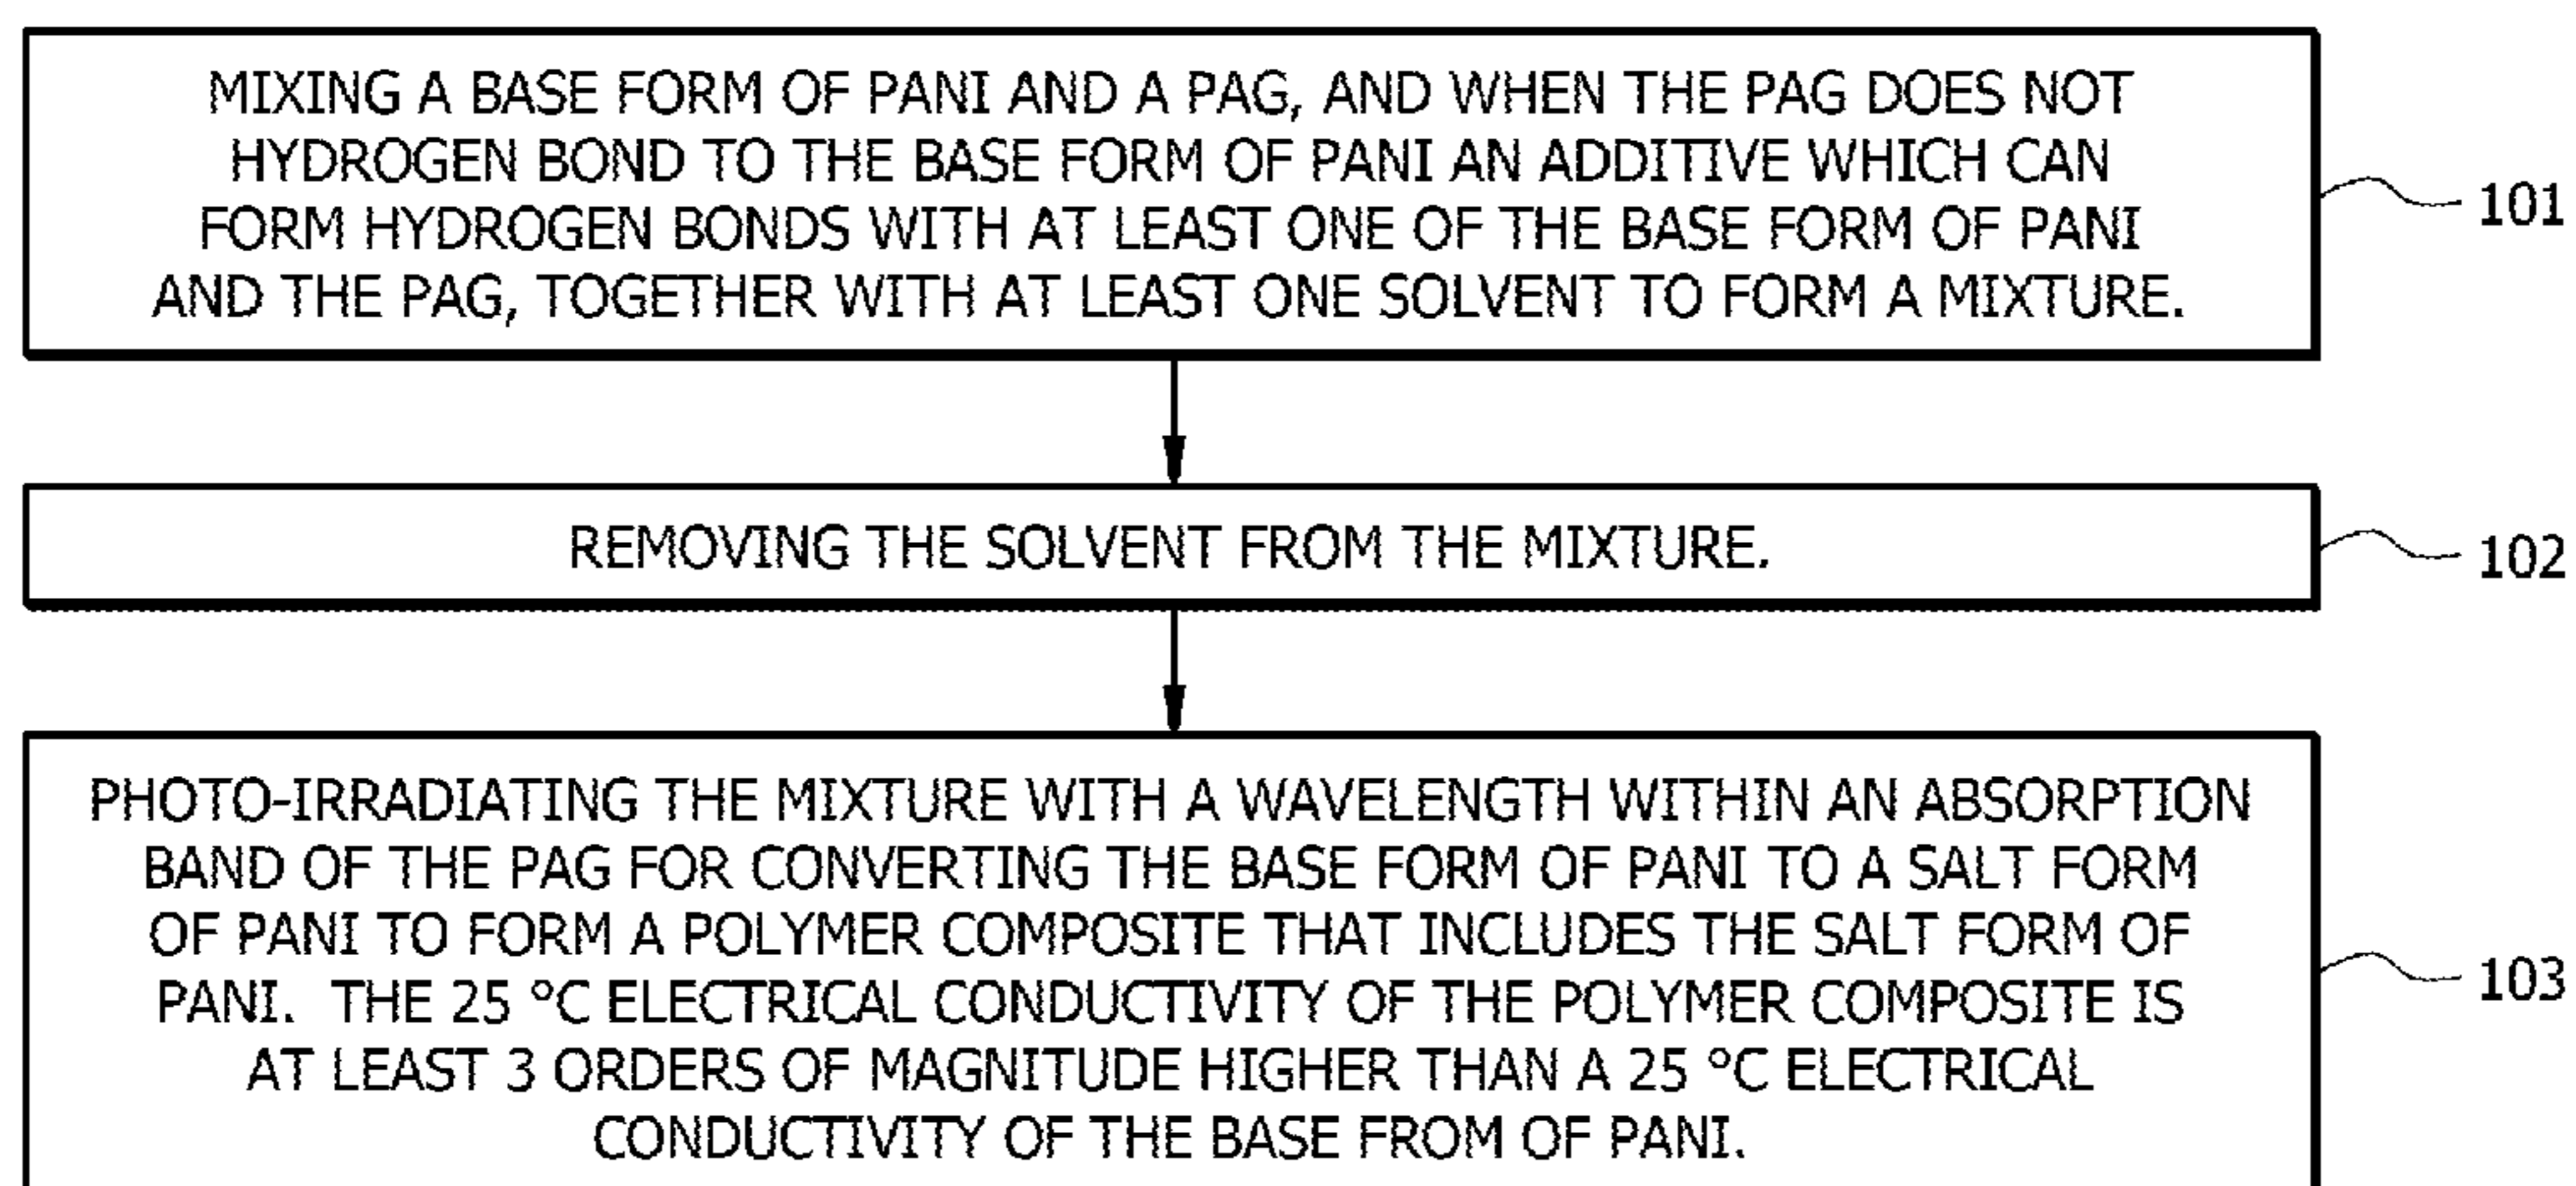 MIXING A BASE FORM OF PANI AND A PAG, AND WHEN THE PAG DOES NOT
HYDROGEN BOND TO THE BASE FORM OF PANI AN ADDITIVE WHICH CAN
FORM HYDROGEN BONDS WITH AT LEAST ONE OF THE BASE FORM OF PANI
AND THE PAG, TOGETHER WITH AT LEAST ONE SOLVENT TO FORM A MIXTURE.
101
REMOVING THE SOLVENT FROM THE MIXTURE.
102
PHOTO-IRRADIATING THE MIXTURE WITH A WAVELENGTH WITHIN AN ABSORPTION
BAND OF THE PAG FOR CONVERTING THE BASE FORM OF PANI TO A SALT FORM
OF PANI TO FORM A POLYMER COMPOSITE THAT INCLUDES THE SALT FORM OF
PANI. THE 25 °C ELECTRICAL CONDUCTIVITY OF THE POLYMER COMPOSITE IS
AT LEAST 3 ORDERS OF MAGNITUDE HIGHER THAN A 25 °C ELECTRICAL
CONDUCTIVITY OF THE BASE FROM OF PANI.
103